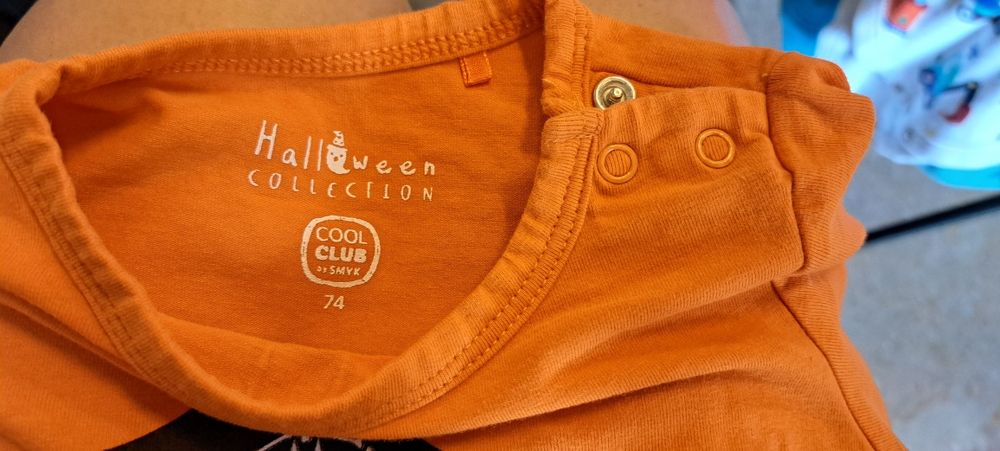 Halloween
COLLECTION
COOL
CLUB
BY SMYK
74